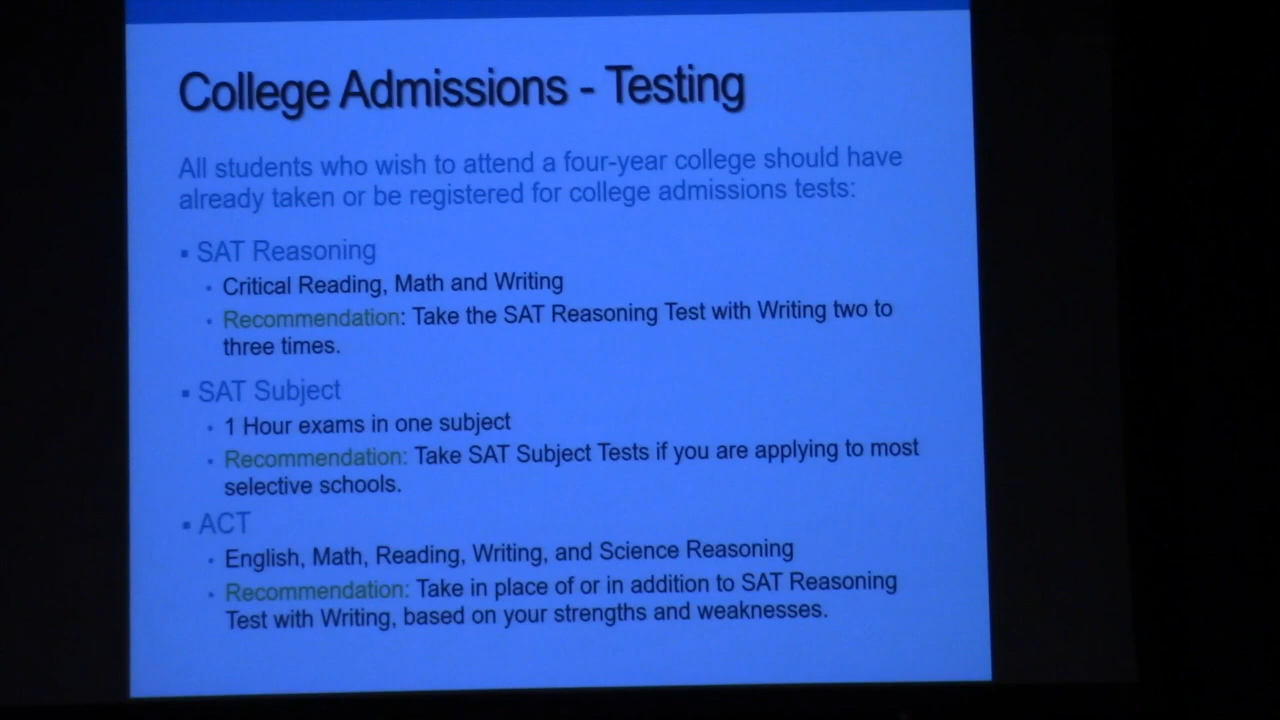 College Admissions - Testing
All students who wish to attend a four-year college should have
already taken or be registered for college admissions tests:
▪ SAT Reasoning
• Critical Reading, Math and Writing
• Recommendation: Take the SAT Reasoning Test with Writing two to
three times.
▪ SAT Subject
• 1 Hour exams in one subject
• Recommendation: Take SAT Subject Tests if you are applying to most
selective schools.
▪ ACT
• English, Math, Reading, Writing, and Science Reasoning
• Recommendation: Take in place of or in addition to SAT Reasoning
Test with Writing, based on your strengths and weaknesses.